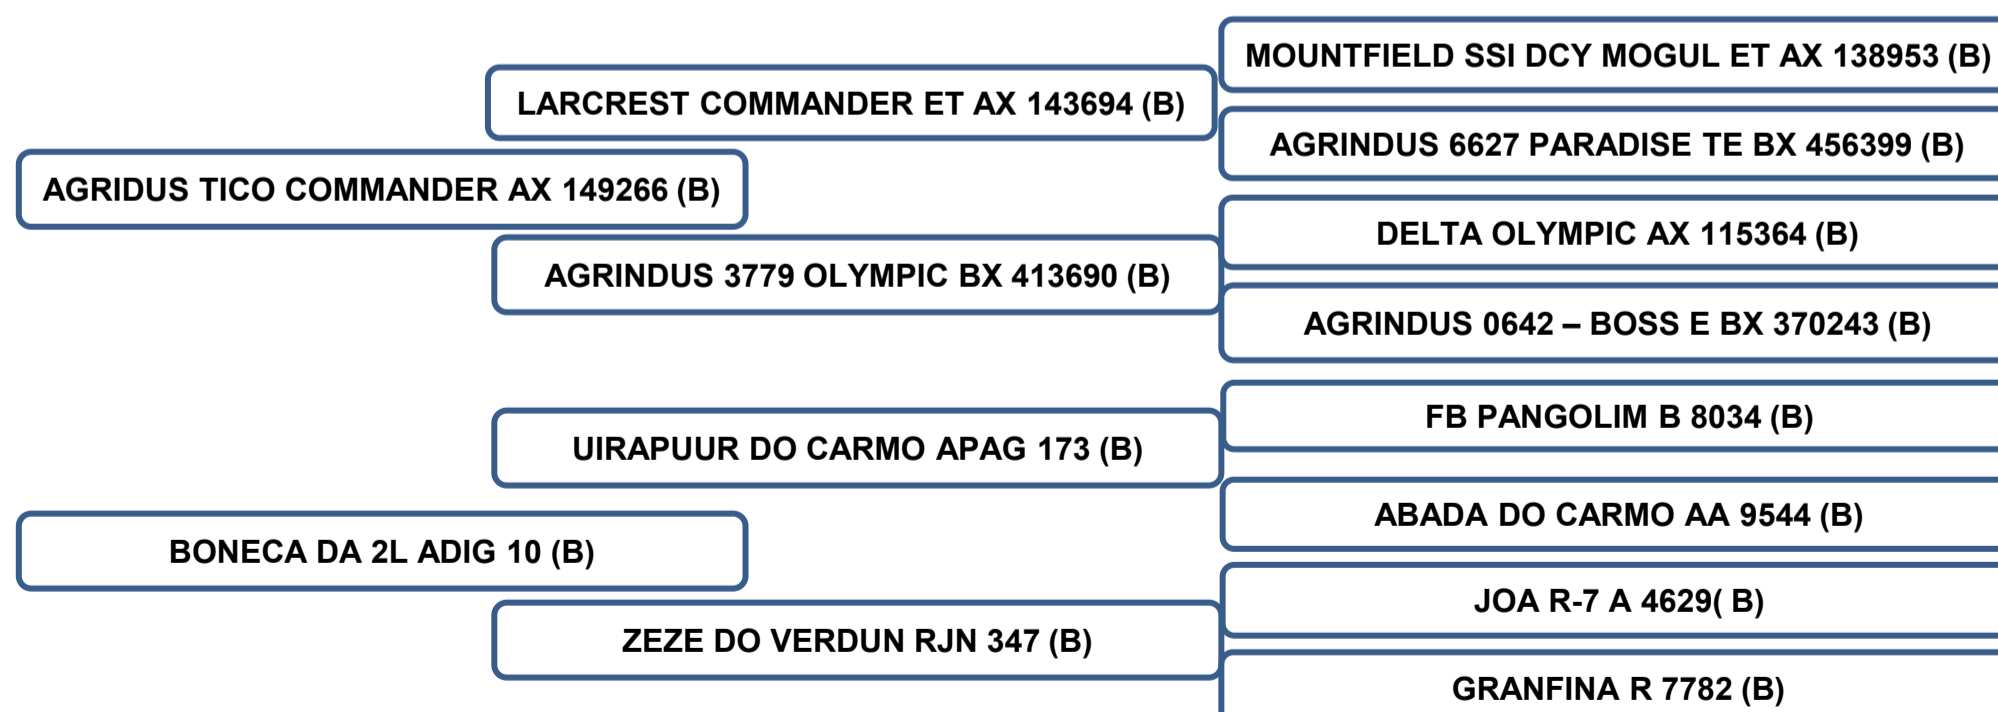 MOUNTFIELD SSI DCY MOGUL ET AX 138953 (B)
LARCREST COMMANDER ET AX 143694 (B)
AGRINDUS 6627 PARADISE TE BX 456399 (B)
AGRIDUS TICO COMMANDER AX 149266 (B)
DELTA OLYMPIC AX 115364 (B)
AGRINDUS 3779 OLYMPIC BX 413690 (B)
AGRINDUS 0642 – BOSS E BX 370243 (B)
FB PANGOLIM B 8034 (B)
UIRAPUUR DO CARMO APAG 173 (B)
ABADA DO CARMO AA 9544 (B)
BONECA DA 2L ADIG 10 (B)
JOA R-7 A 4629( B)
ZEZE DO VERDUN RJN 347 (B)
GRANFINA R 7782 (B)